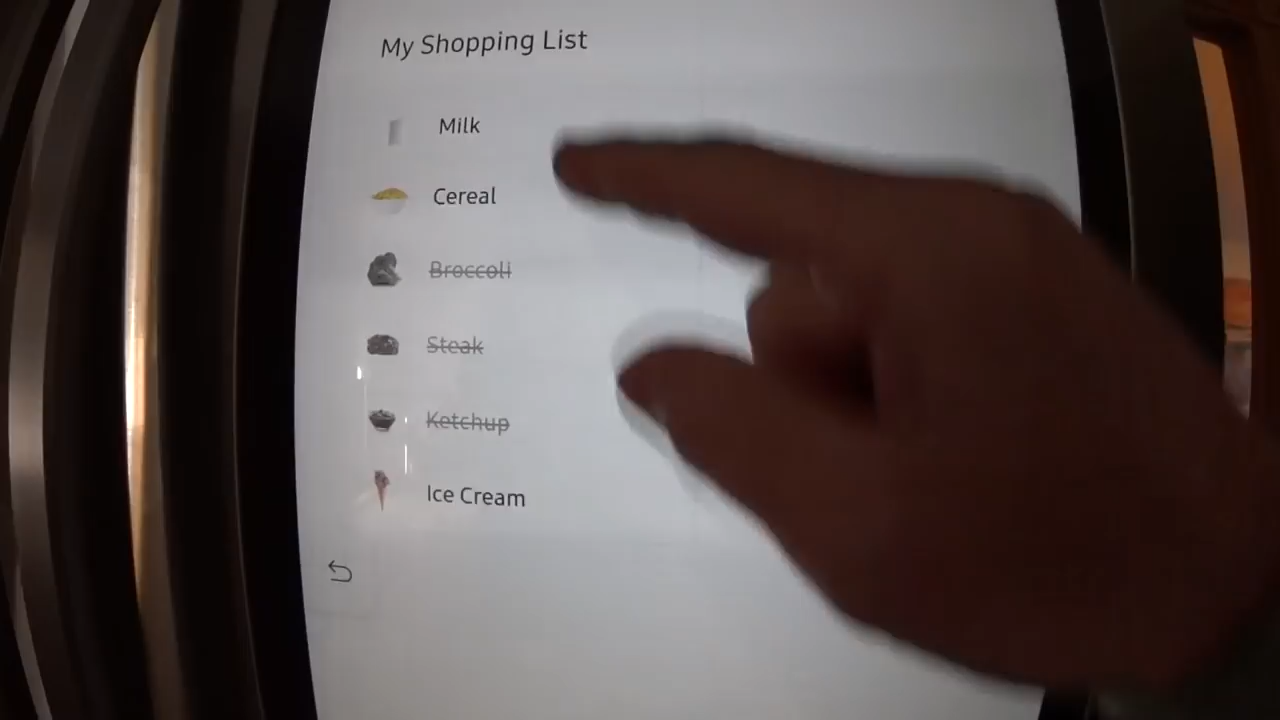 My Shopping List
Milk
Cereal
Broccoli
Steak
Ketchup
Ice Cream